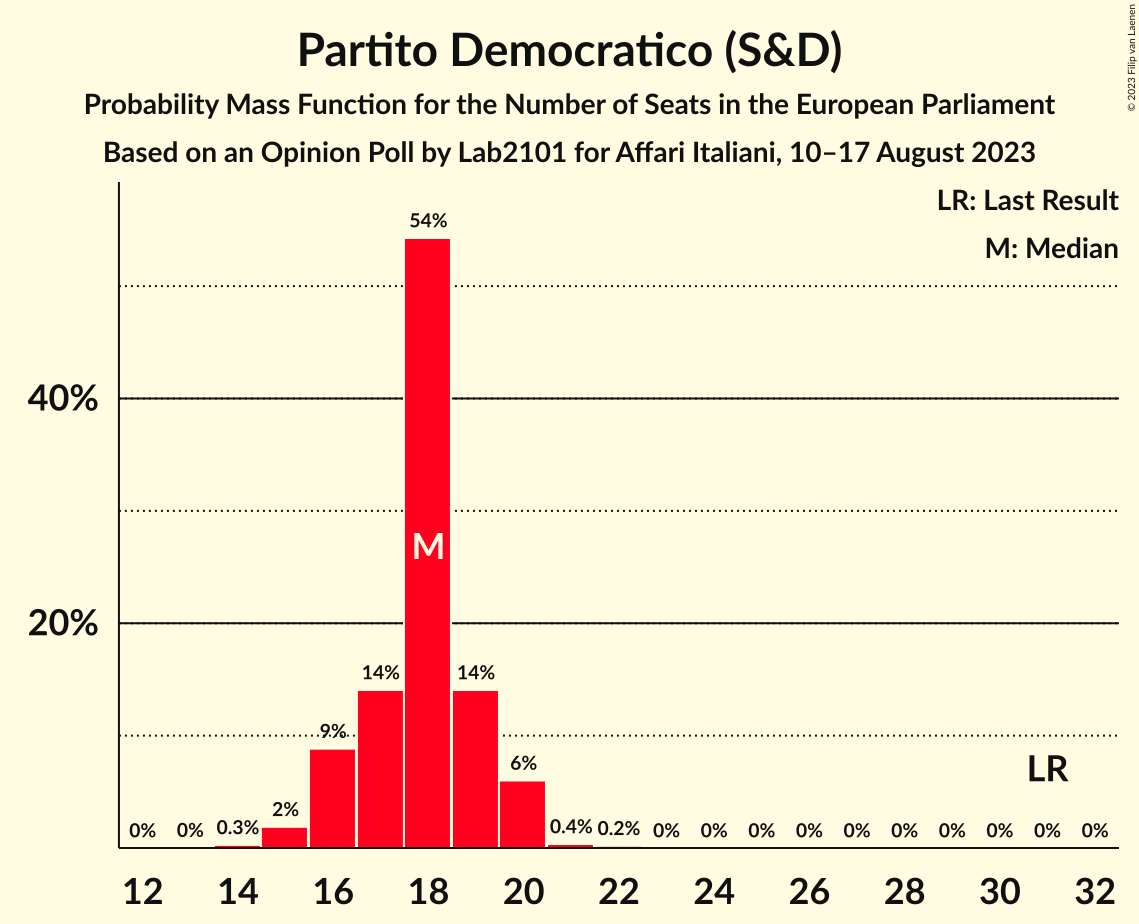 Partito Democratico (S&D)
Probability Mass Function for the Number of Seats in the European Parliament
Based on an Opinion Poll by Lab2101 for Affari Italiani, 10–17 August 2023
© 2023 Filip van Laenen
LR: Last Result
M: Median
40%
20%
0% 0% 0.3% 2% 9% 14% 54% 14% 6% 0.4% 0.2% 0% 0% 0% 0% 0% 0% 0% 0% 0% 0%
M
LR
12 14 16 18 20 22 24 26 28 30 32